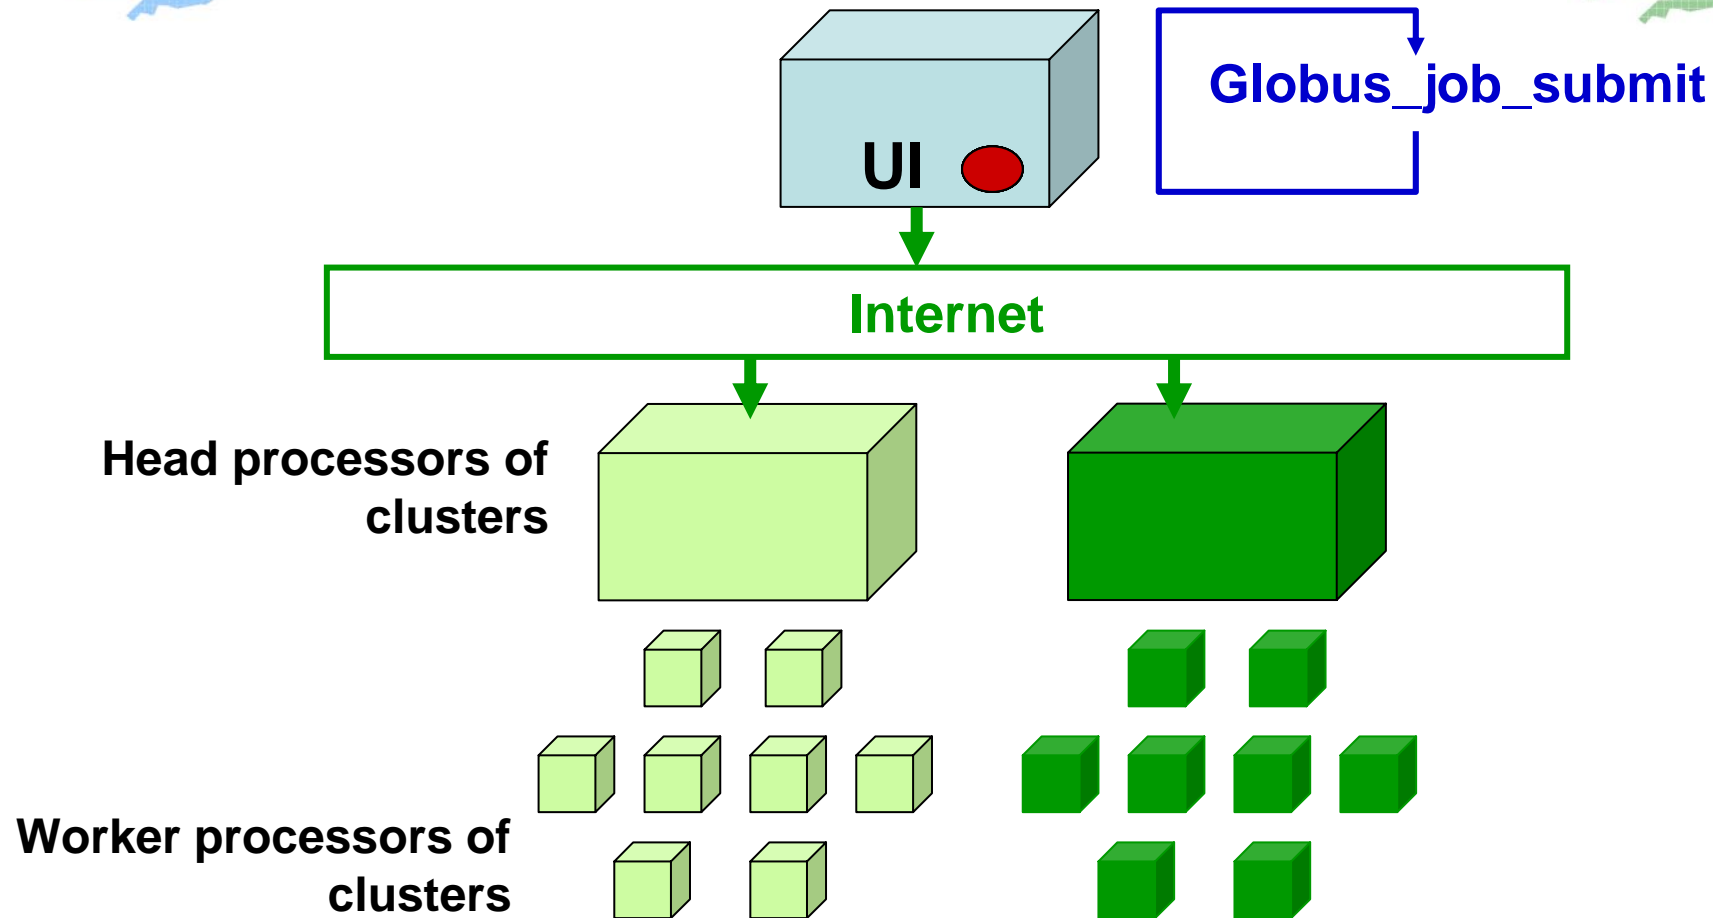 Globus_job_submit
UI
Internet
Head processors of
clusters
Worker processors of
clusters